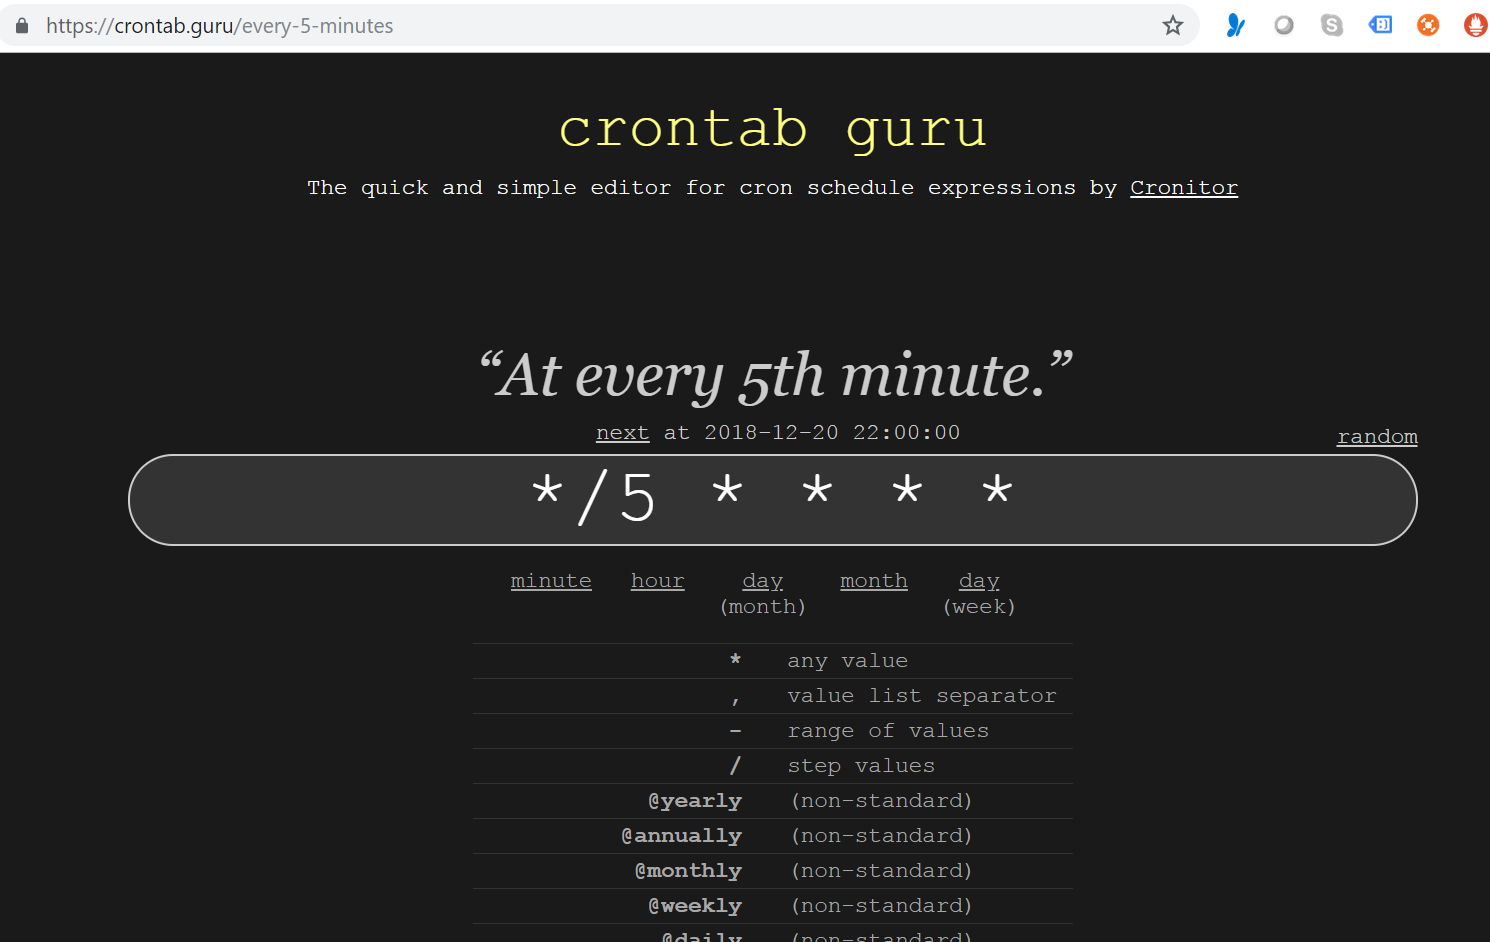 https://crontab.guru/every-5-minutes
crontab guru
The quick and simple editor for cron schedule expressions by Cronitor
“At every 5th minute.”
next at 2018-12-20 22:00:00
random
*/5 * * * *
minute hour day month day
(month) (week)
* any value
, value list separator
- range of values
/ step values
@yearly (non-standard)
@annually (non-standard)
@monthly (non-standard)
@weekly (non-standard)
@daily (non-standard)